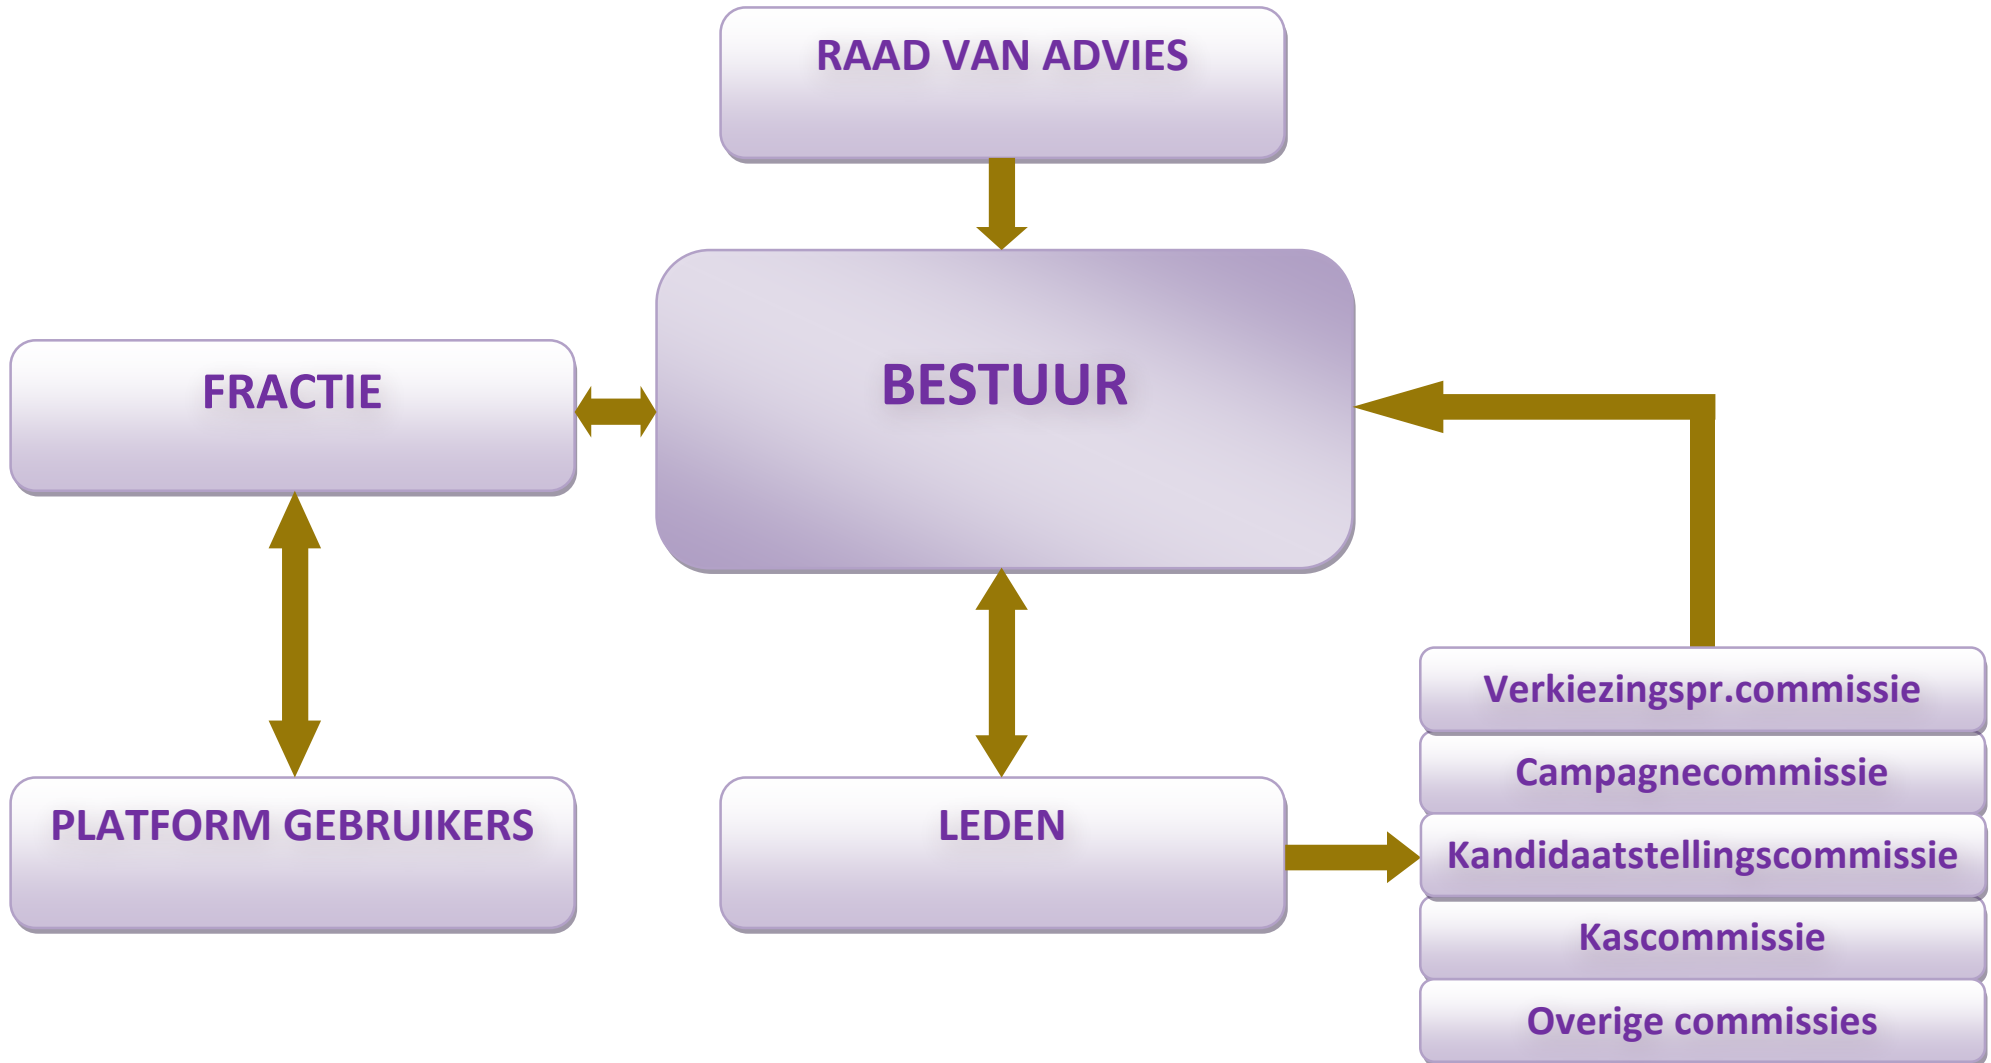 RAAD VAN ADVIES
BESTUUR
FRACTIE
PLATFORM GEBRUIKERS
LEDEN
Verkiezingspr.commissie
Campagnecommissie
Kandidaatstellingscommissie
Kascommissie
Overige commissies